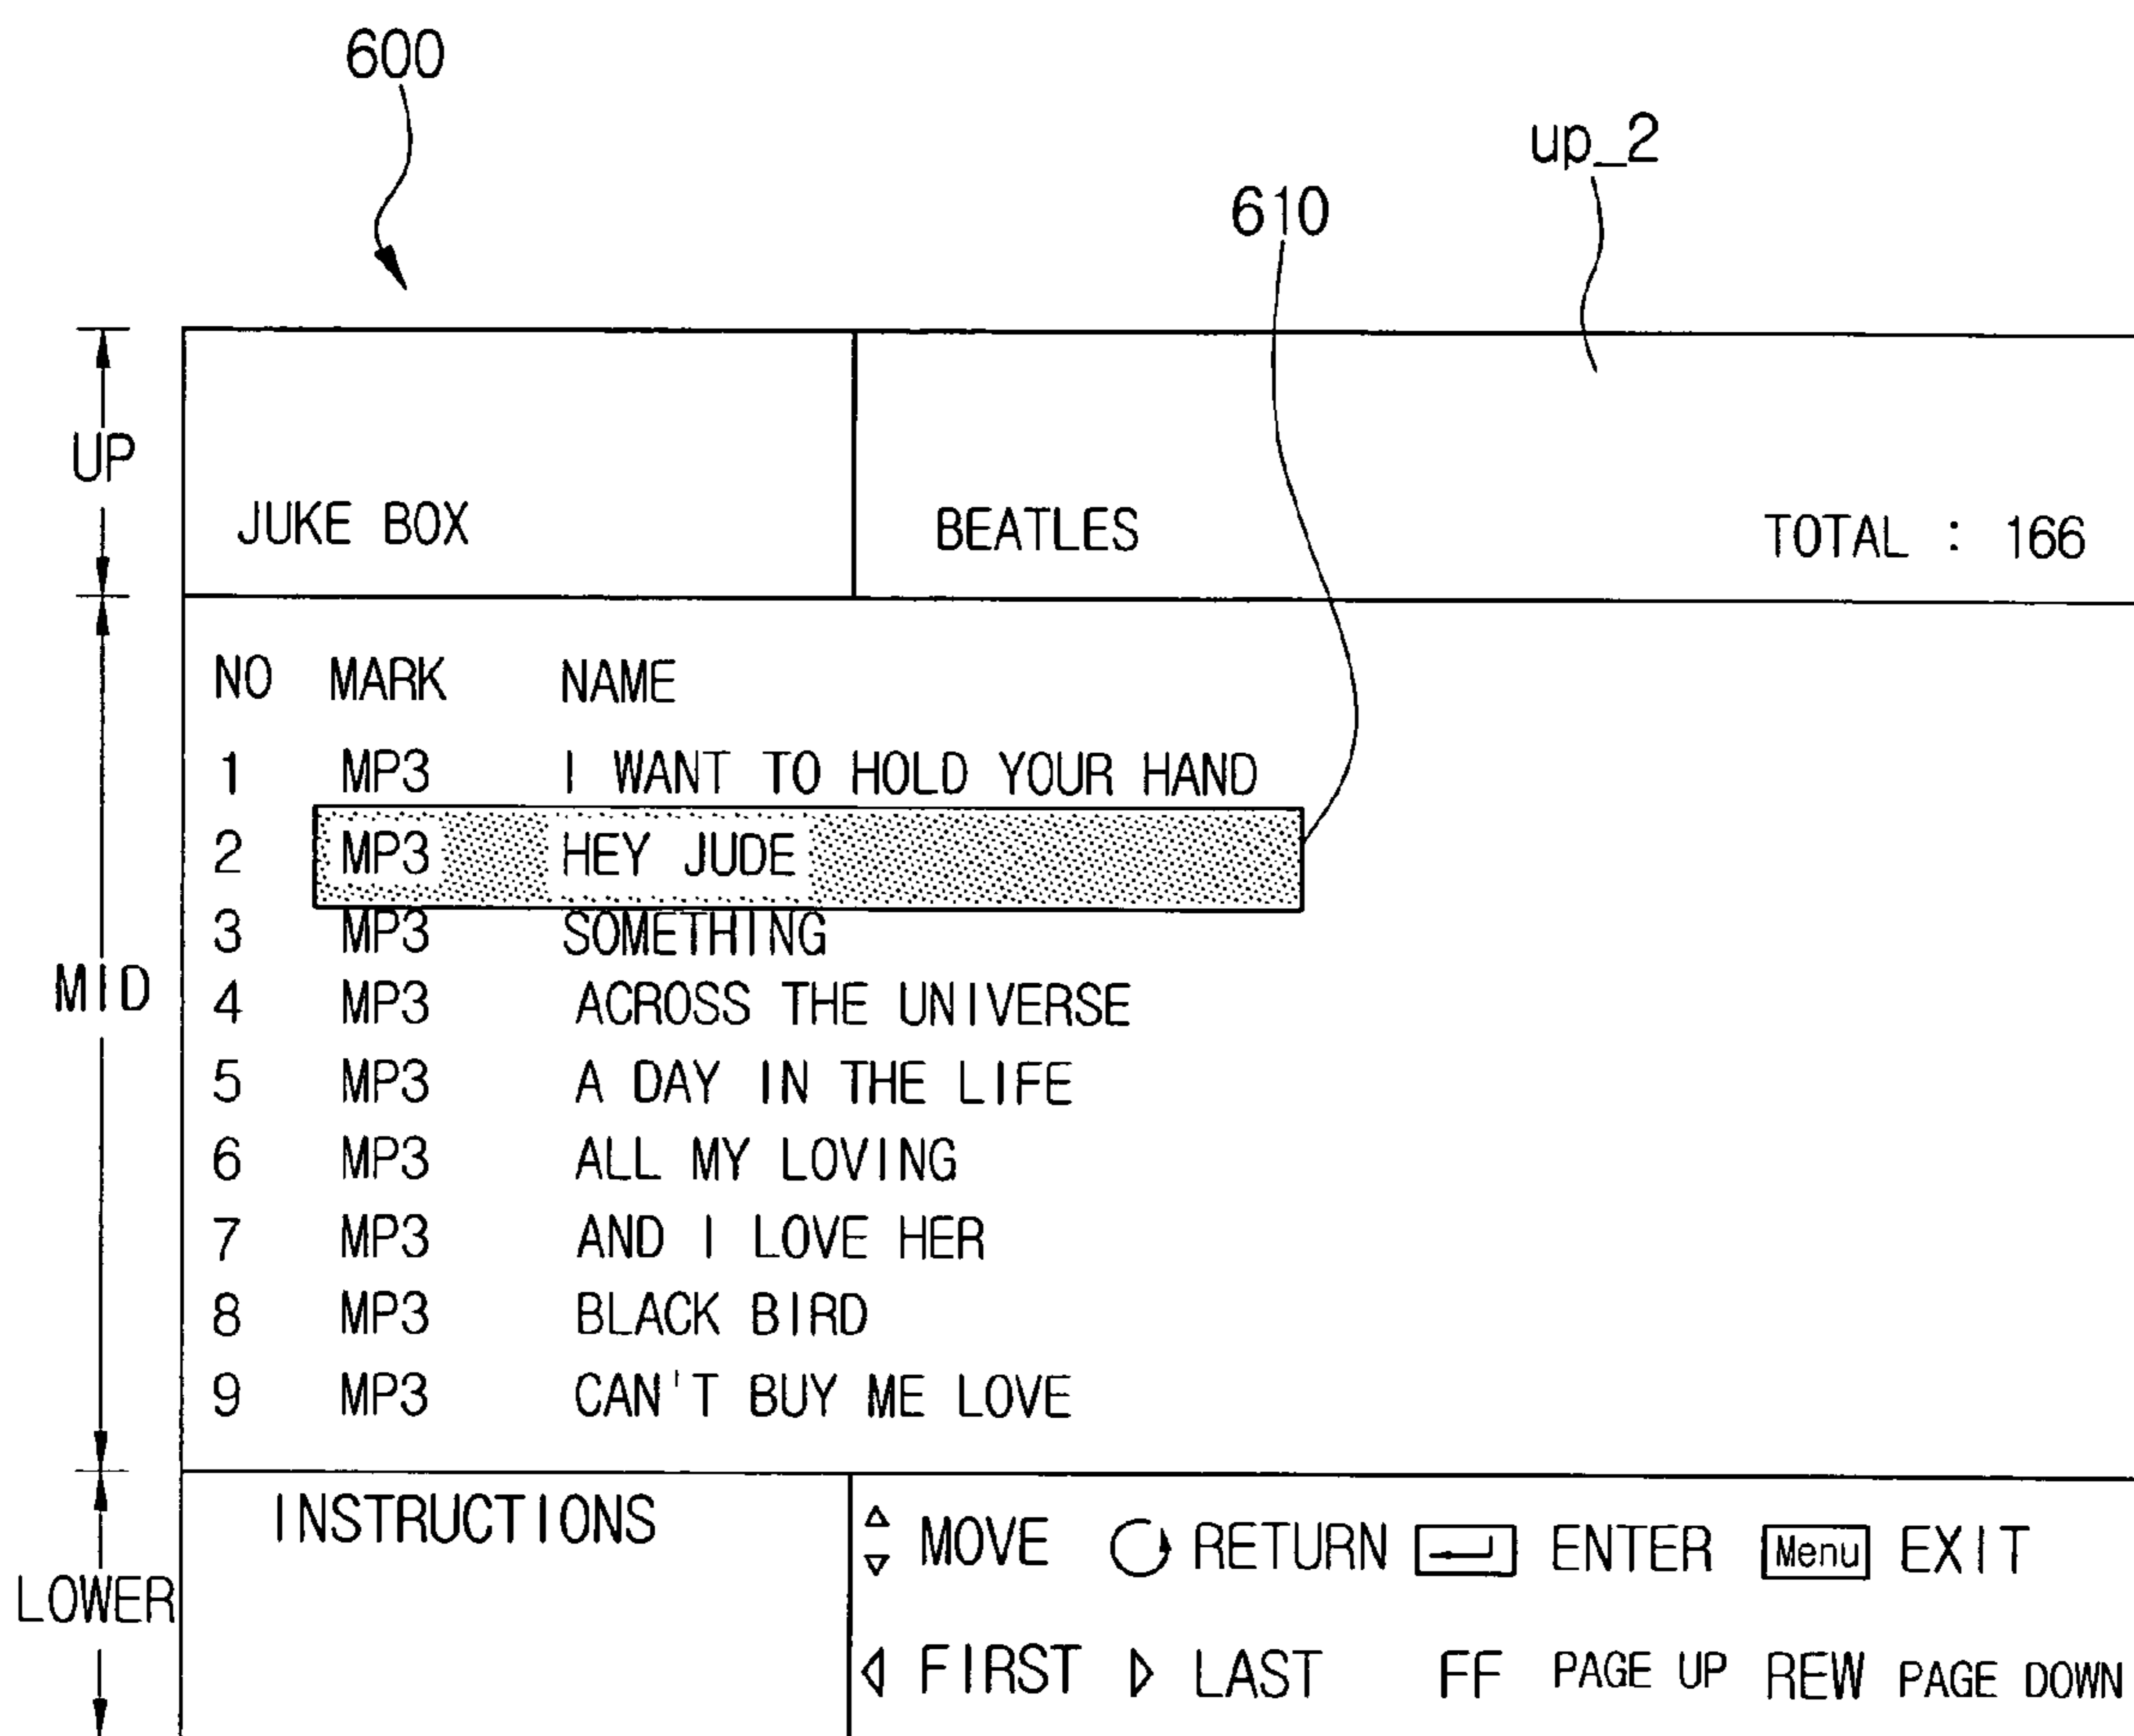 600
up_2
610
UP
JUKE BOX BEATLES TOTAL : 166
NO MARK NAME
1 MP3 I WANT TO HOLD YOUR HAND
2 MP3 HEY JUDE
3 MP3 SOMETHING
MID
4 MP3 ACROSS THE UNIVERSE
5 MP3 A DAY IN THE LIFE
6 MP3 ALL MY LOVING
7 MP3 AND I LOVE HER
8 MP3 BLACK BIRD
9 MP3 CAN'T BUY ME LOVE
LOWER
INSTRUCTIONS MOVE RETURN ENTER Menu EXIT
FIRST LAST FF PAGE UP REW PAGE DOWN